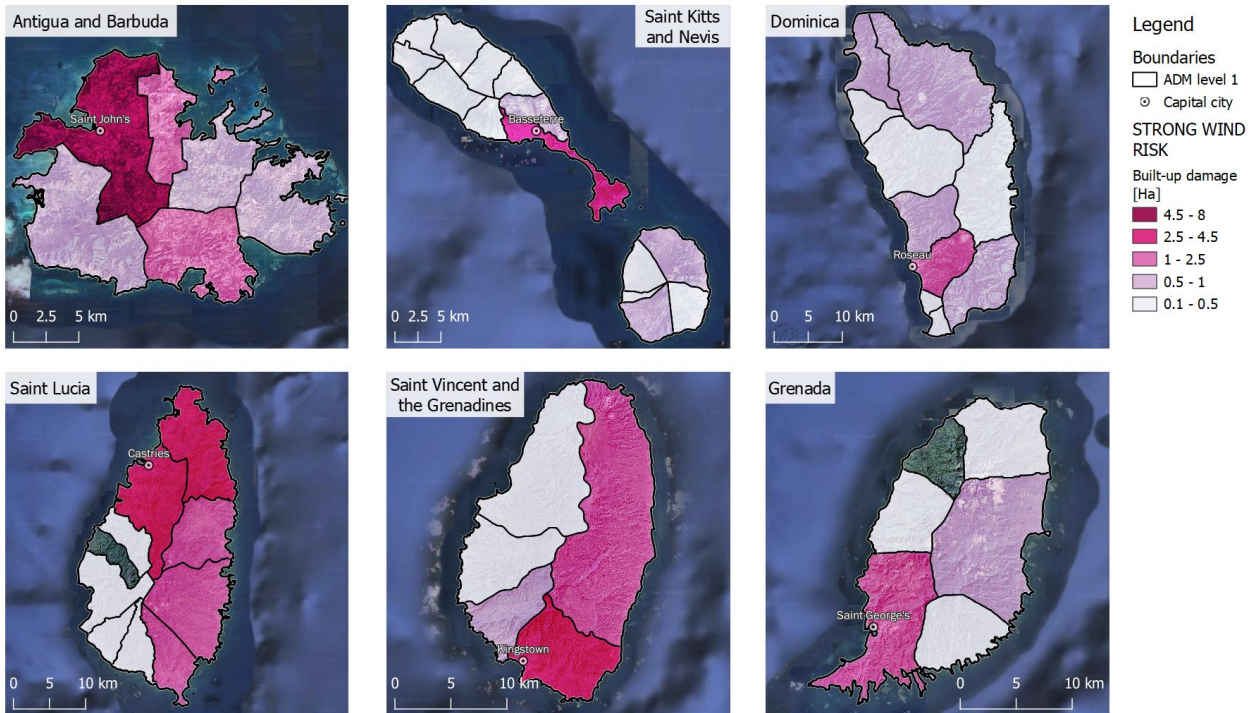 Antigua and Barbuda
Saint John's
0 2.5 5 km
Saint Kitts
and Nevis
Basseterre
0 2.5 5 km
Dominica
Roseau
0 5 10 km
Legend
Boundaries
ADM level 1
Capital city
STRONG WIND
RISK
Built-up damage
[Ha]
4.5 - 8
2.5 - 4.5
1 - 2.5
0.5 - 1
0.1 - 0.5
Saint Lucia
Castries
0 5 10 km
Saint Vincent and
the Grenadines
Kingstown
0 5 10 km
Grenada
Saint George's
0 5 10 km